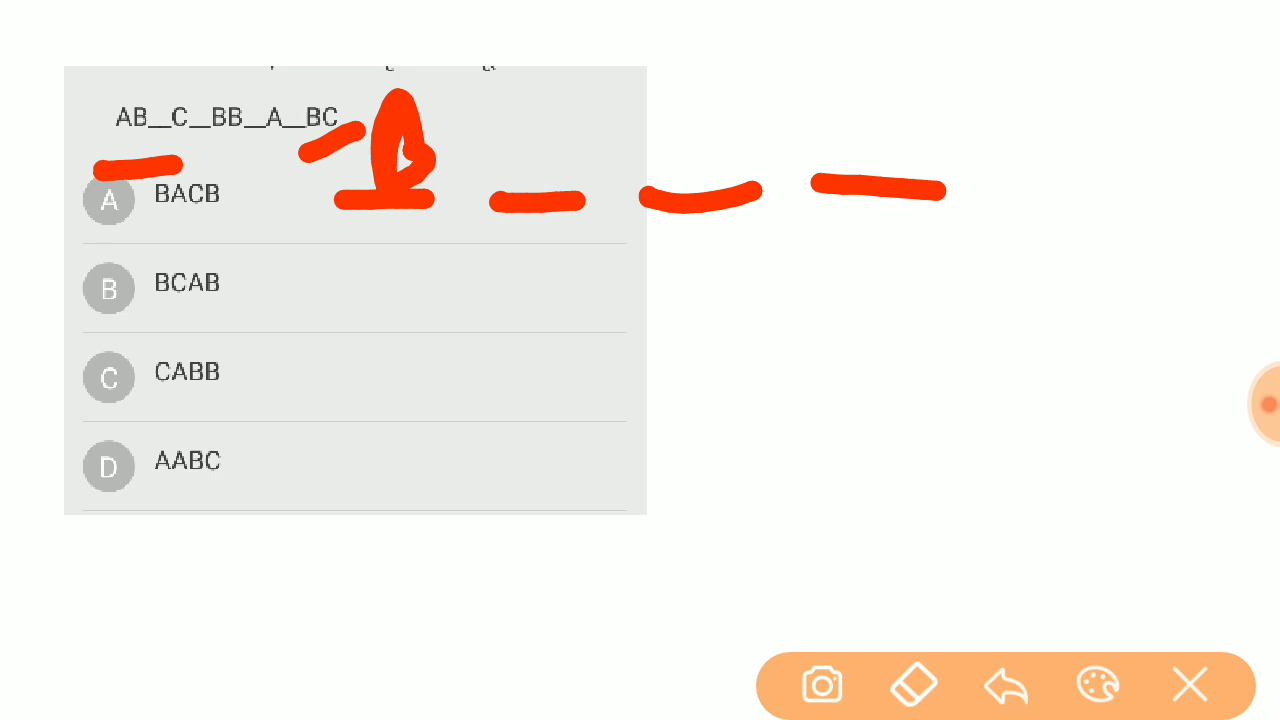 AB__C__BB__A__BC
B
A BACB
B BCAB
C CABB
D AABC